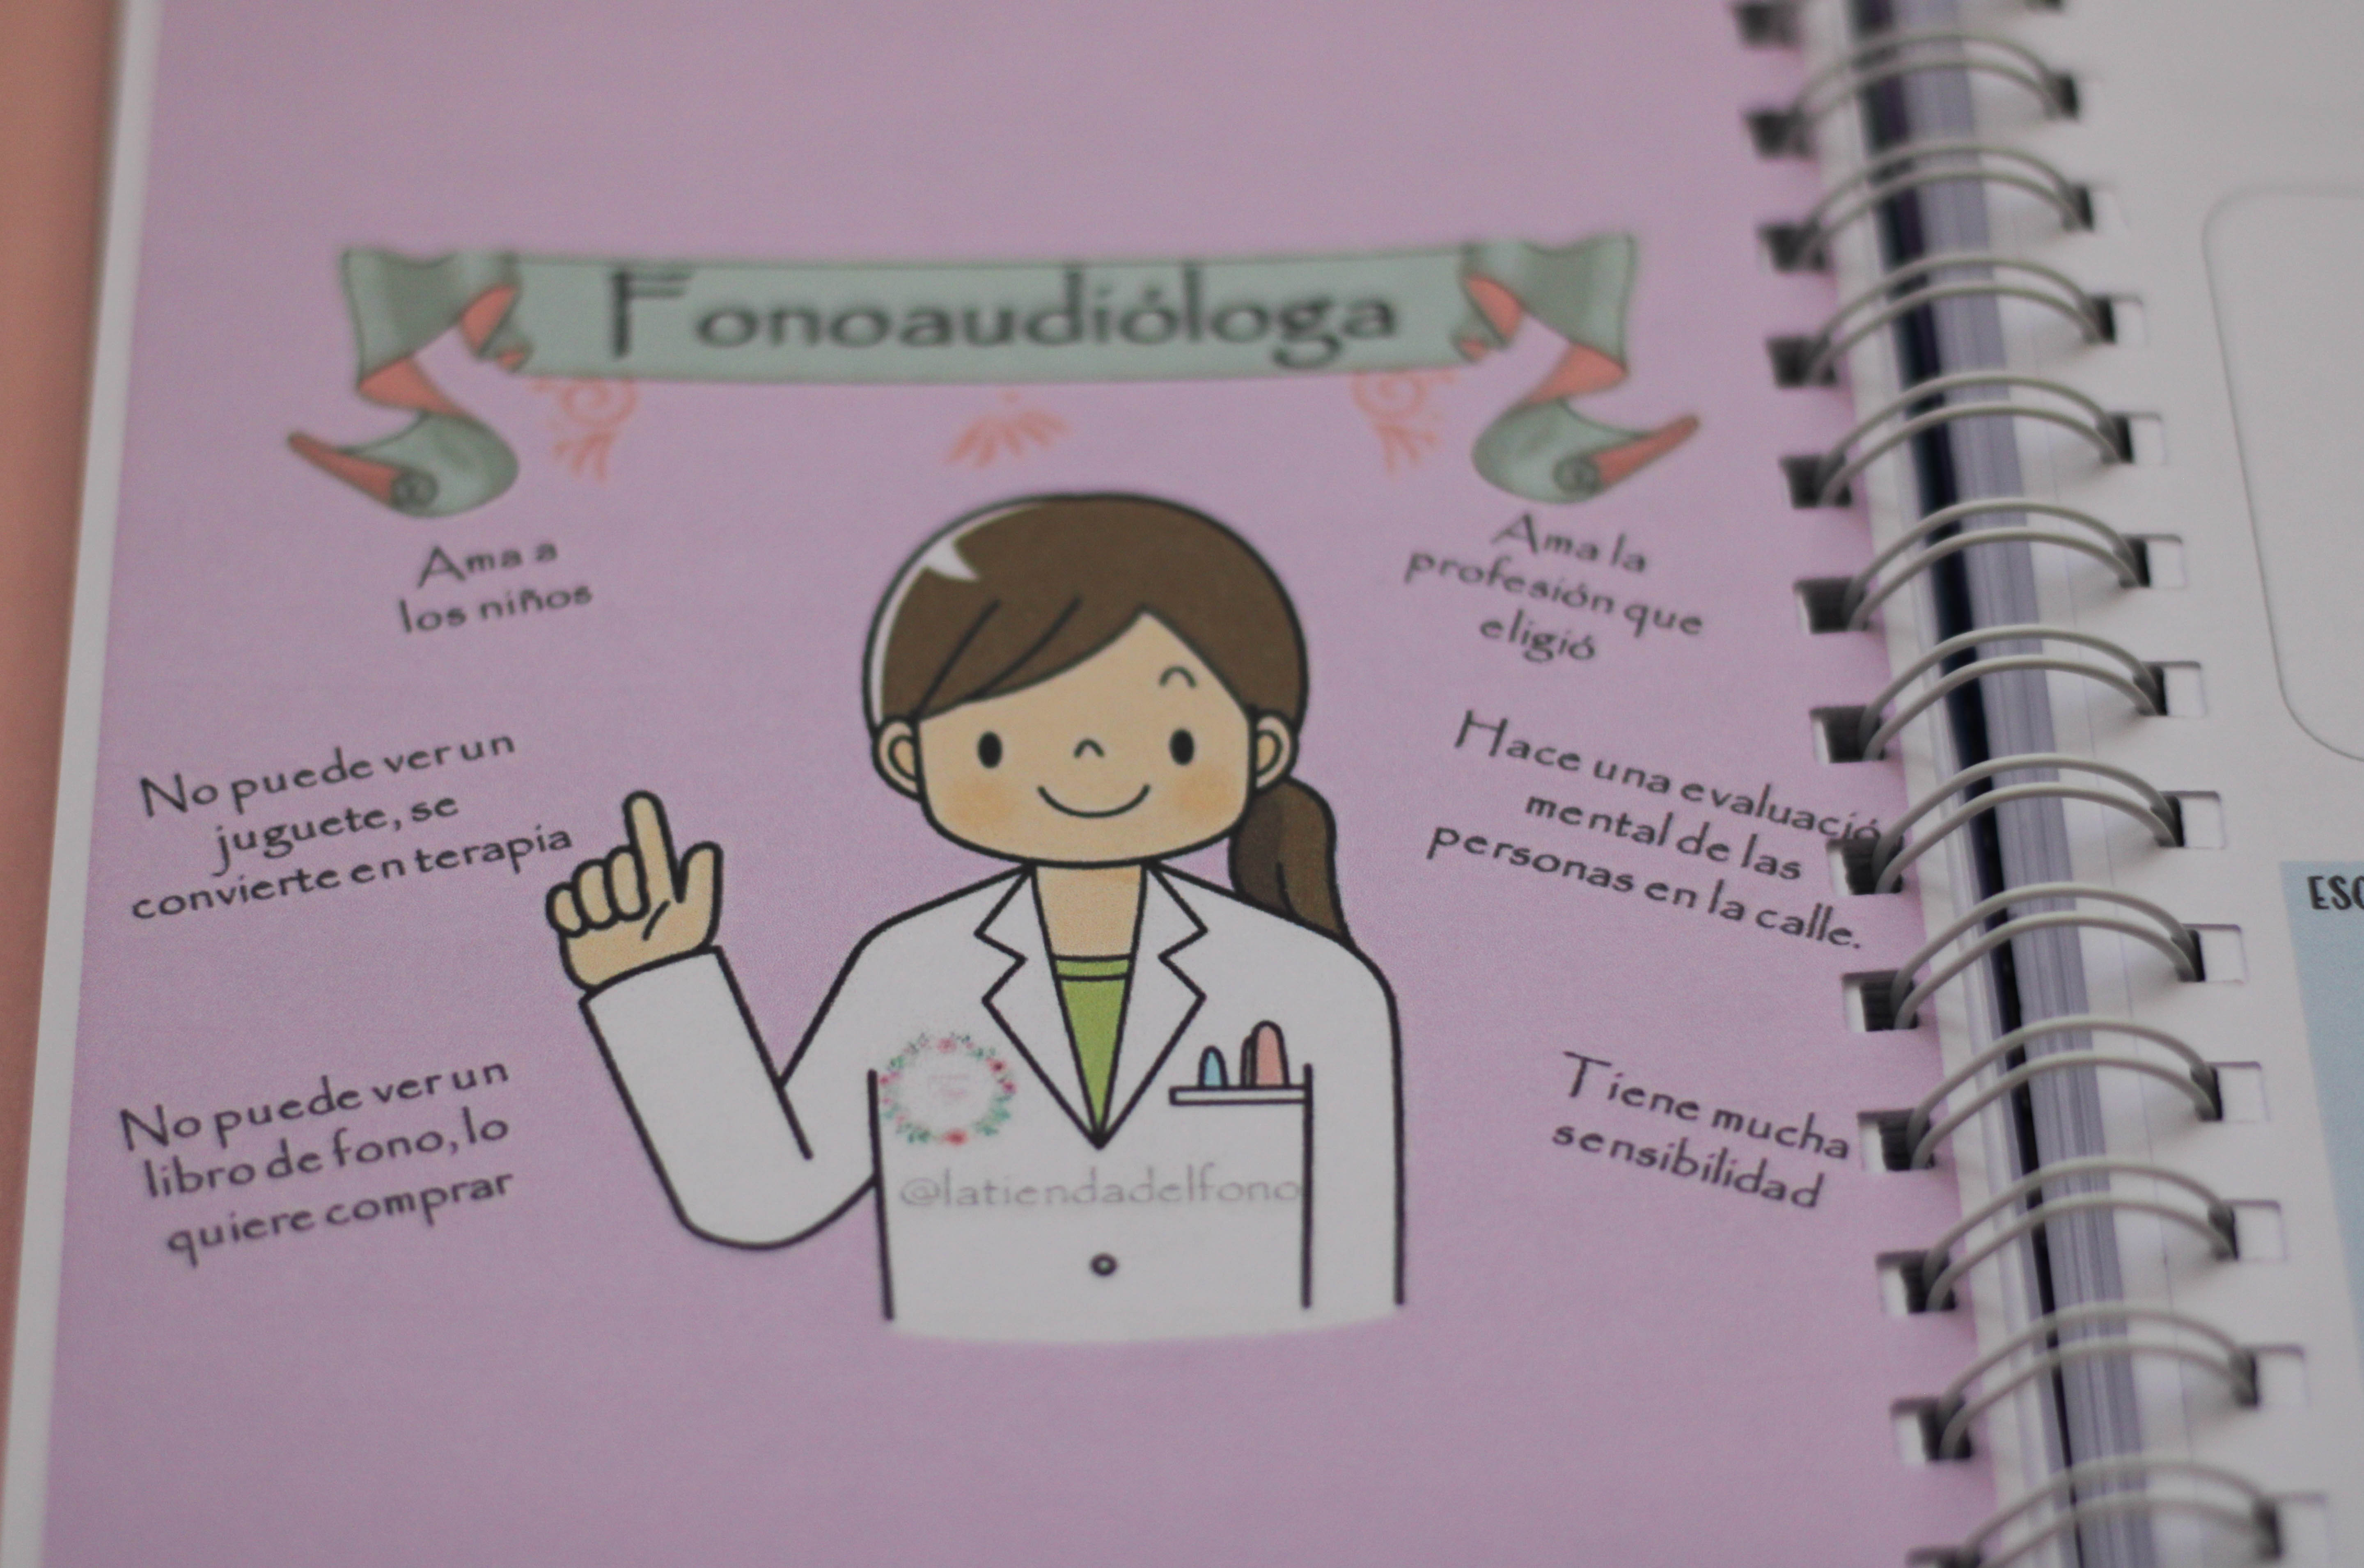 Fonoaudióloga
Ama a
los niños
No puede ver un
juguete, se
convierte en terapia
No puede ver un
libro de fono, lo
quiere comprar
Ama la
profesión que
eligió
Hace una evaluació
mental de las
personas en la calle.
Tiene mucha
sensibilidad
@latiendadelfono
ESC